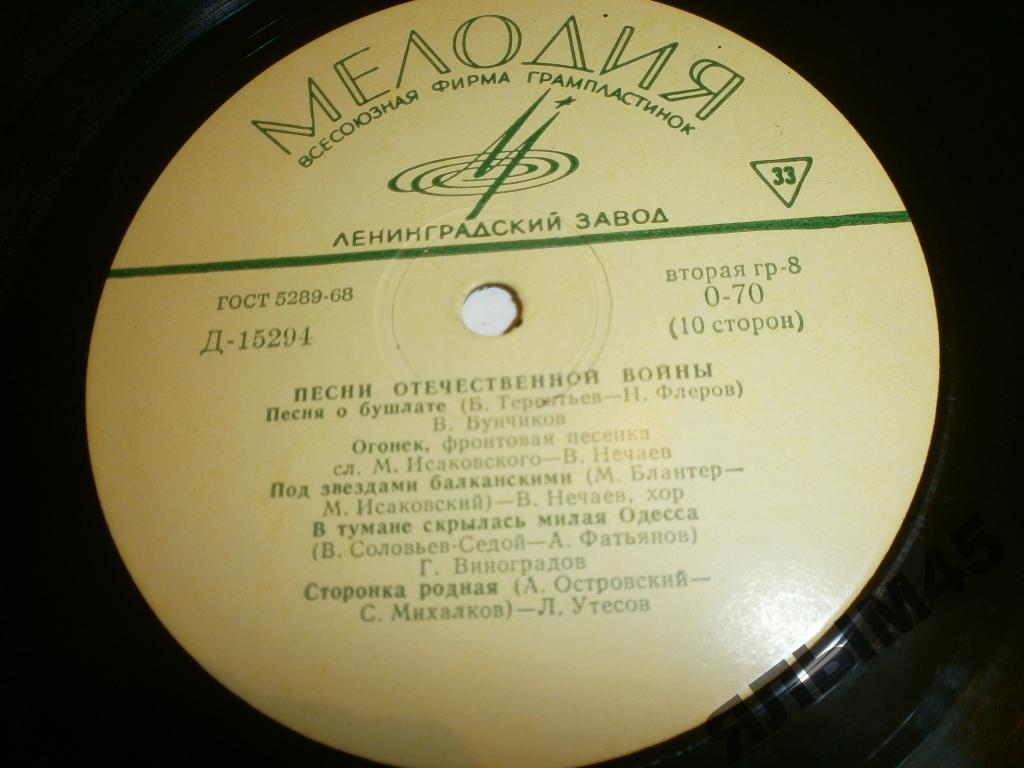 МЕЛОДИЯ
ВСЕСОЮЗНАЯ ФИРМА ГРАМПЛАСТИНОК
33
ЛЕНИНГРАДСКИЙ ЗАВОД
ГОСТ 5289-68
Д-15294
вторая гр-8
0-70
(10 сторон)
ПЕСНИ ОТЕЧЕСТВЕННОЙ ВОЙНЫ
Песня о бушлате (Б. Терентьев—Н. Флеров)
В. Бунчиков
Огонек, фронтовая песенка
сл. М. Исаковского—В. Нечаев
Под звездами балканскими (М. Блантер—
М. Исаковский)—В. Нечаев, хор
В тумане скрылась милая Одесса
(В. Соловьев-Седой—А. Фатьянов)
Г. Виноградов
Сторонка родная (А. Островский—
С. Михалков)—Л. Утесов
ЯЛЫМ45